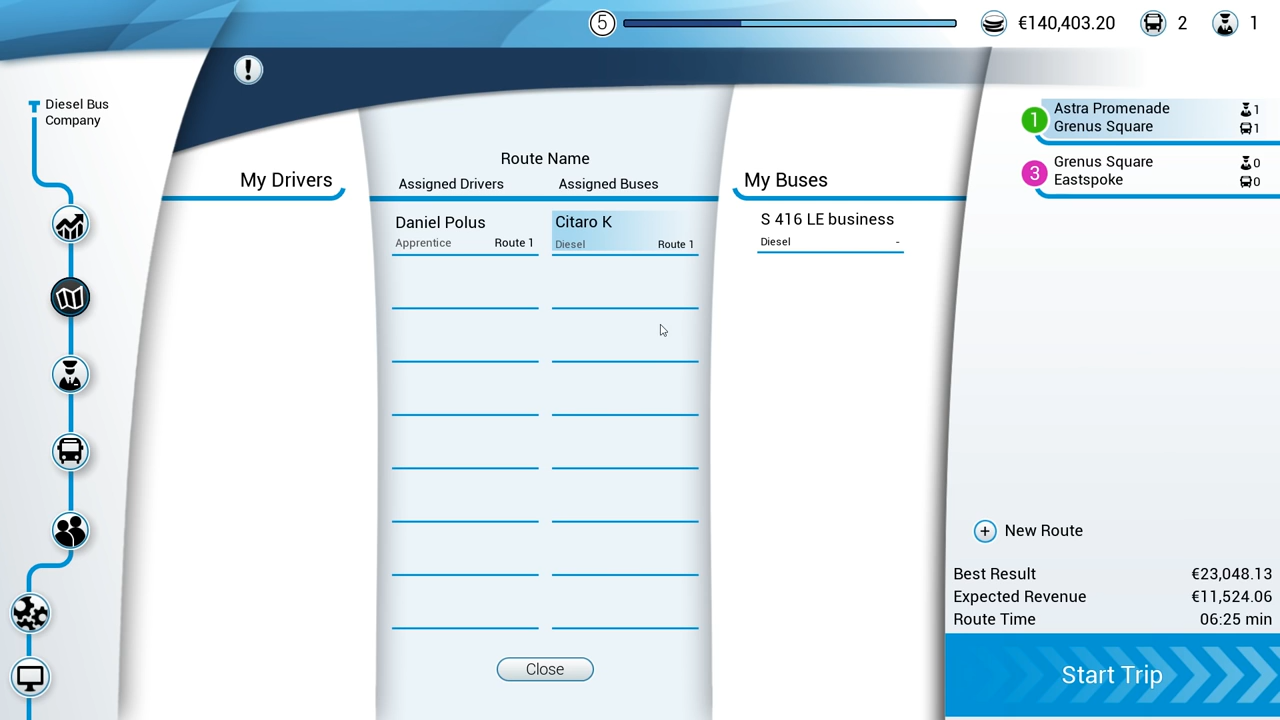 5
€140,403.20
2
1
!
Diesel Bus
Company
My Drivers
Route Name
Assigned Drivers
Assigned Buses
Daniel Polus
Apprentice
Route 1
Citaro K
Diesel
Route 1
My Buses
S 416 LE business
Diesel
-
1
Astra Promenade
Grenus Square
1
1
3
Grenus Square
Eastspoke
0
0
+ New Route
Best Result €23,048.13
Expected Revenue €11,524.06
Route Time 06:25 min
Close
Start Trip